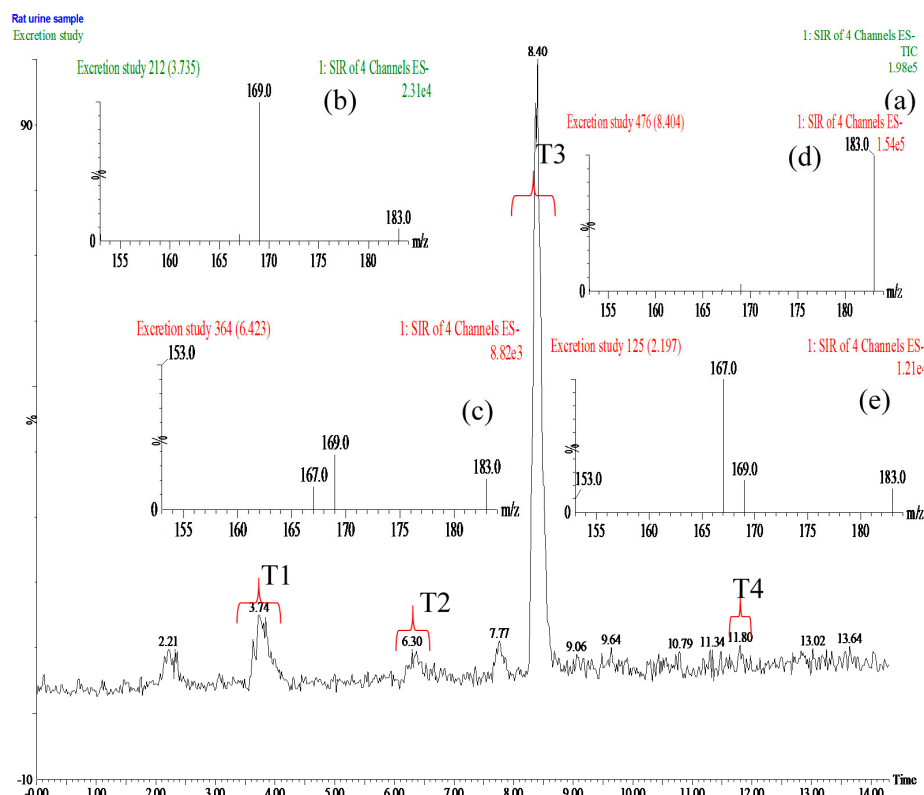 Rat urine sample
Excretion study
1: SIR of 4 Channels ES-
TIC
1.98e5
(a)
Excretion study 212 (3.735)
1: SIR of 4 Channels ES-
2.31e4
(b)
169.0
183.0
%
0
155 160 165 170 175 180 m/z
8.40
T3
Excretion study 476 (8.404)
1: SIR of 4 Channels ES-
183.0 1.54e5
(d)
%
0
155 160 165 170 175 180 m/z
Excretion study 364 (6.423)
1: SIR of 4 Channels ES-
8.82e3
153.0
(c)
169.0
167.0
183.0
%
0
155 160 165 170 175 180 m/z
Excretion study 125 (2.197)
1: SIR of 4 Channels ES-
1.21e4
167.0
(e)
153.0
169.0
183.0
%
0
155 160 165 170 175 180 m/z
90
%
-10
T1
T2
T4
2.21
3.74
6.30
7.77
9.06
9.64
10.79
11.34
11.80
13.02
13.64
-0.00 1.00 2.00 3.00 4.00 5.00 6.00 7.00 8.00 9.00 10.00 11.00 12.00 13.00 14.00 Time